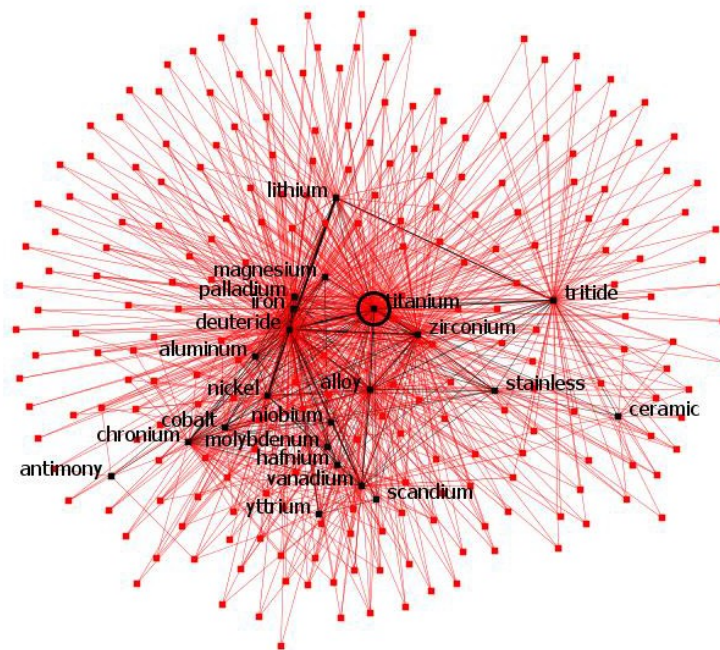 lithium
magnesium
palladium
iron
titanium
tritide
deuteride
zirconium
aluminum
nickel
alloy
stainless
cobalt
niobium
ceramic
chronium
molybdenum
hafnium
antimony
vanadium
scandium
yttrium